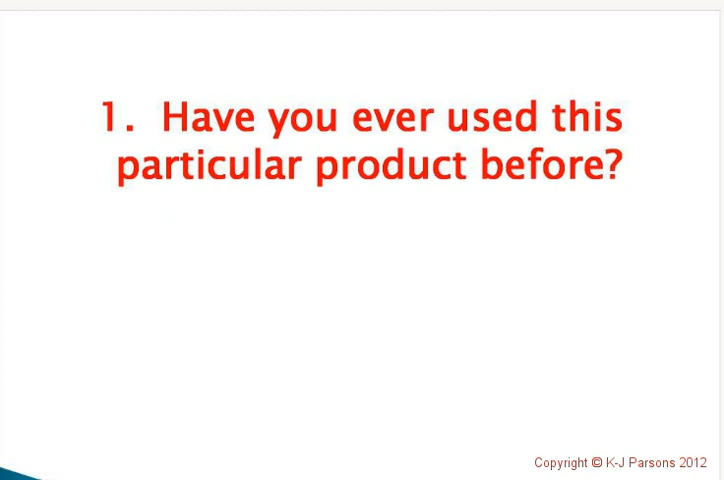 1. Have you ever used this
particular product before?
Copyright © K-J Parsons 2012